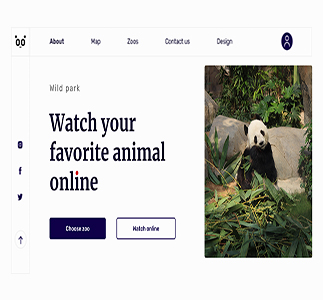 About
Map
Zoos
Contact us
Design
Wild park
Watch your
favorite animal
online
Choose zoo
Watch online